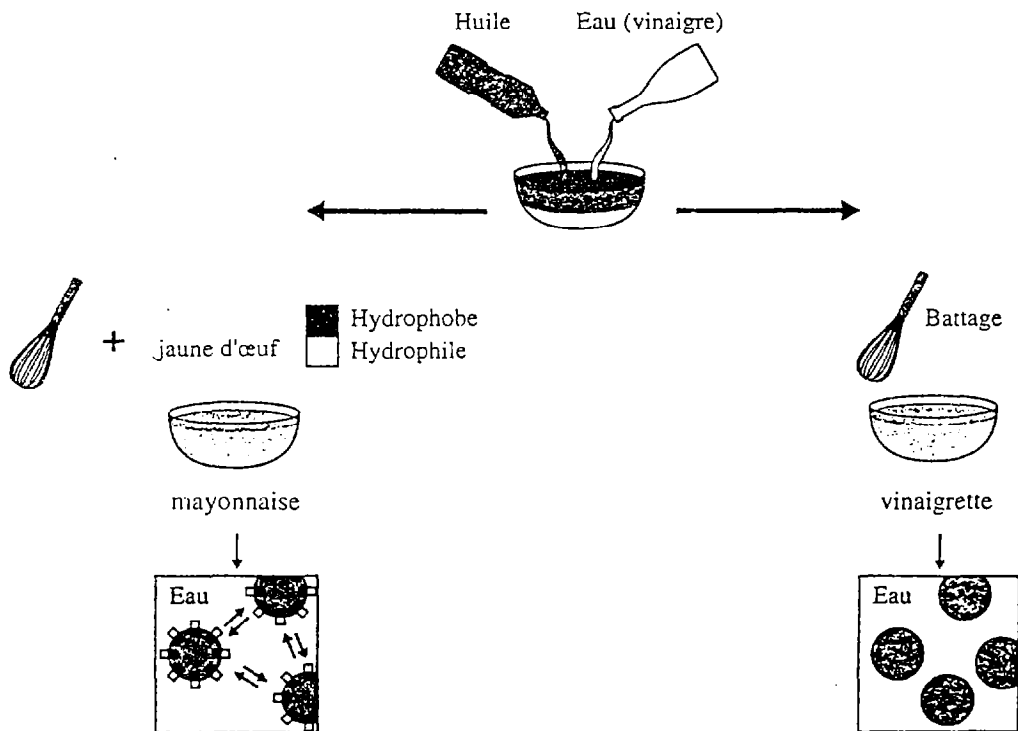 Huile
Eau (vinaigre)
+
jaune d'œuf
Hydrophobe
Hydrophile
Battage
mayonnaise
vinaigrette
Eau
Eau